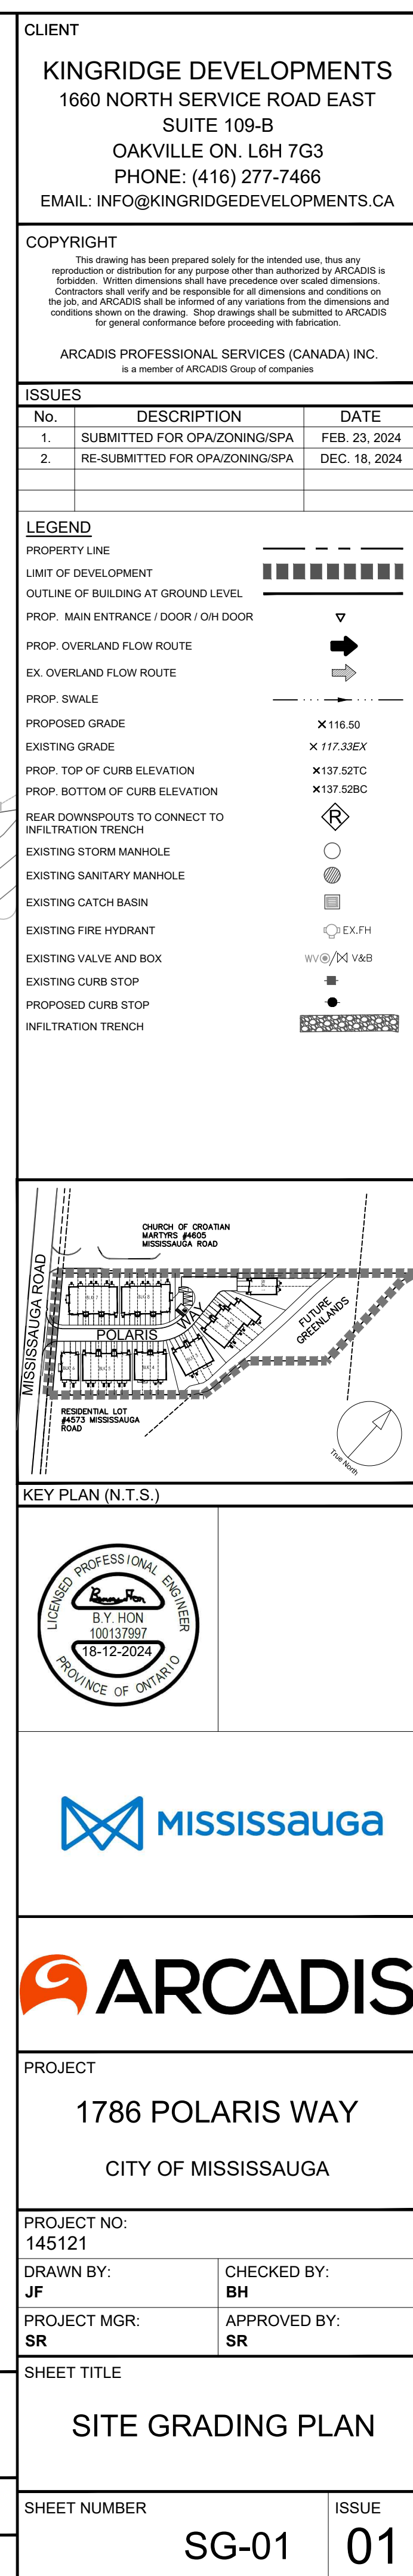 CLIENT
KINGRIDGE DEVELOPMENTS
1660 NORTH SERVICE ROAD EAST
SUITE 109-B
OAKVILLE ON. L6H 7G3
PHONE: (416) 277-7466
EMAIL: INFO@KINGRIDGEDEVELOPMENTS.CA
COPYRIGHT
This drawing has been prepared solely for the intended use, thus any
reproduction or distribution for any purpose other than authorized by ARCADIS is
forbidden. Written dimensions shall have precedence over scaled dimensions.
Contractors shall verify and be responsible for all dimensions and conditions on
the job, and ARCADIS shall be informed of any variations from the dimensions and
conditions shown on the drawing. Shop drawings shall be submitted to ARCADIS
for general conformance before proceeding with fabrication.
ARCADIS PROFESSIONAL SERVICES (CANADA) INC.
is a member of ARCADIS Group of companies
ISSUES
No. DESCRIPTION DATE
1. SUBMITTED FOR OPA/ZONING/SPA FEB. 23, 2024
2. RE-SUBMITTED FOR OPA/ZONING/SPA DEC. 18, 2024
LEGEND
PROPERTY LINE
LIMIT OF DEVELOPMENT
OUTLINE OF BUILDING AT GROUND LEVEL
PROP. MAIN ENTRANCE / DOOR / O/H DOOR
PROP. OVERLAND FLOW ROUTE
EX. OVERLAND FLOW ROUTE
PROP. SWALE
PROPOSED GRADE ×116.50
EXISTING GRADE × 117.33EX
PROP. TOP OF CURB ELEVATION ×137.52TC
PROP. BOTTOM OF CURB ELEVATION ×137.52BC
REAR DOWNSPOUTS TO CONNECT TO R
INFILTRATION TRENCH
EXISTING STORM MANHOLE
EXISTING SANITARY MANHOLE
EXISTING CATCH BASIN
EXISTING FIRE HYDRANT EX.FH
EXISTING VALVE AND BOX WV / V&B
EXISTING CURB STOP
PROPOSED CURB STOP
INFILTRATION TRENCH
CHURCH OF CROATIAN
MARTYRS #4605
MISSISSAUGA ROAD
MISSISSAUGA ROAD
POLARIS
WAY
FUTURE
GREENLANDS
RESIDENTIAL LOT
#4573 MISSISSAUGA
ROAD
True North
KEY PLAN (N.T.S.)
LICENSED PROFESSIONAL ENGINEER
B.Y. HON
100137997
18-12-2024
PROVINCE OF ONTARIO
MISSISSauGa
ARCADIS
PROJECT
1786 POLARIS WAY
CITY OF MISSISSAUGA
PROJECT NO:
145121
DRAWN BY: CHECKED BY:
JF BH
PROJECT MGR: APPROVED BY:
SR SR
SHEET TITLE
SITE GRADING PLAN
SHEET NUMBER ISSUE
SG-01 01